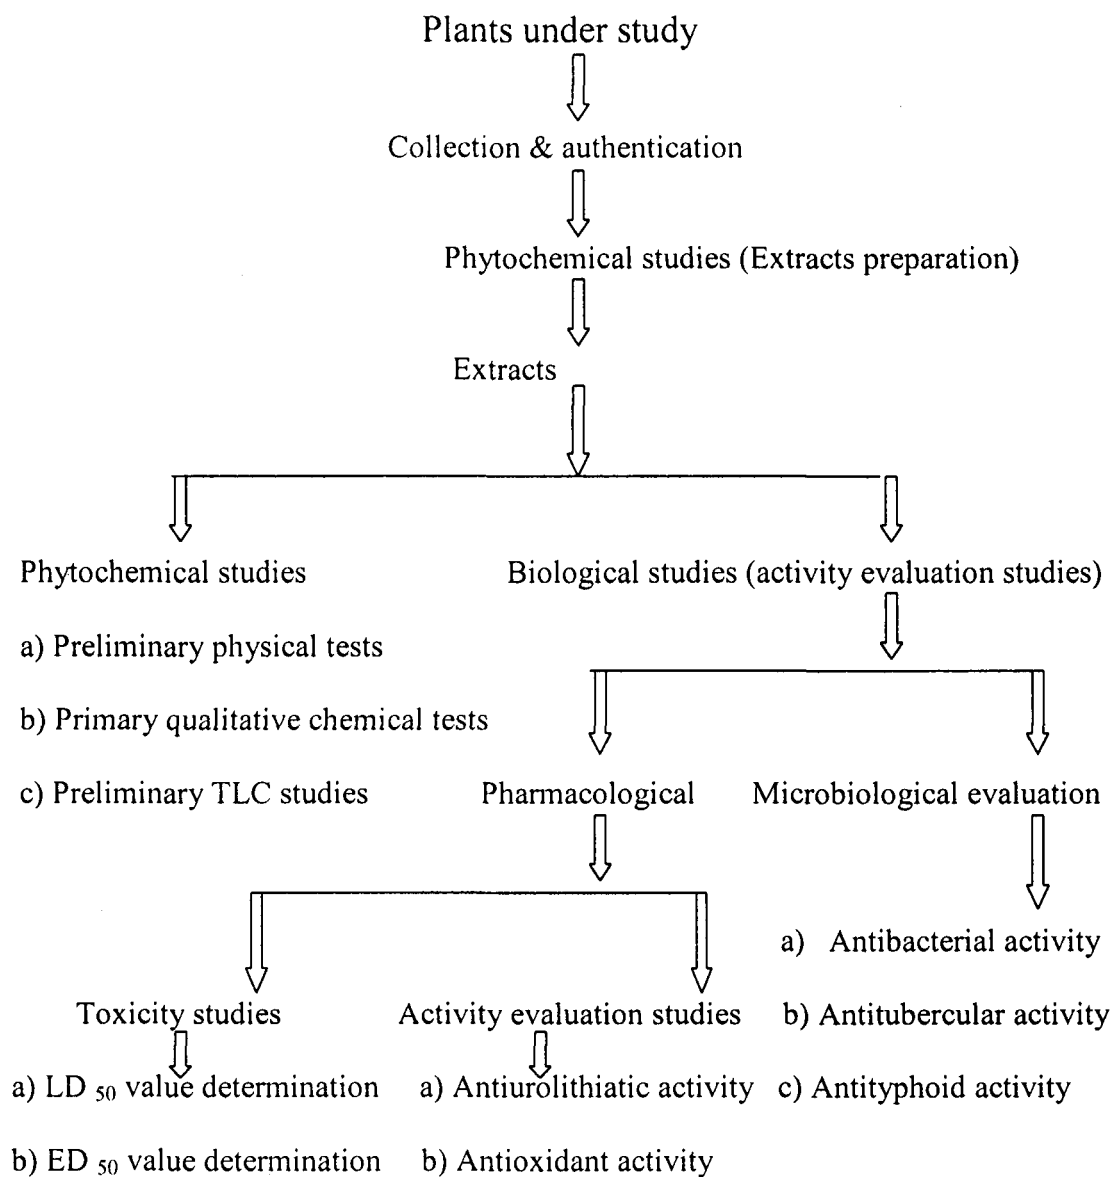 Plants under study
Collection & authentication
Phytochemical studies (Extracts preparation)
Extracts
Phytochemical studies
Biological studies (activity evaluation studies)
a) Preliminary physical tests
b) Primary qualitative chemical tests
c) Preliminary TLC studies
Pharmacological
Microbiological evaluation
a) Antibacterial activity
b) Antitubercular activity
c) Antityphoid activity
Toxicity studies
a) LD 50 value determination
b) ED 50 value determination
Activity evaluation studies
a) Antiurolithiatic activity
b) Antioxidant activity